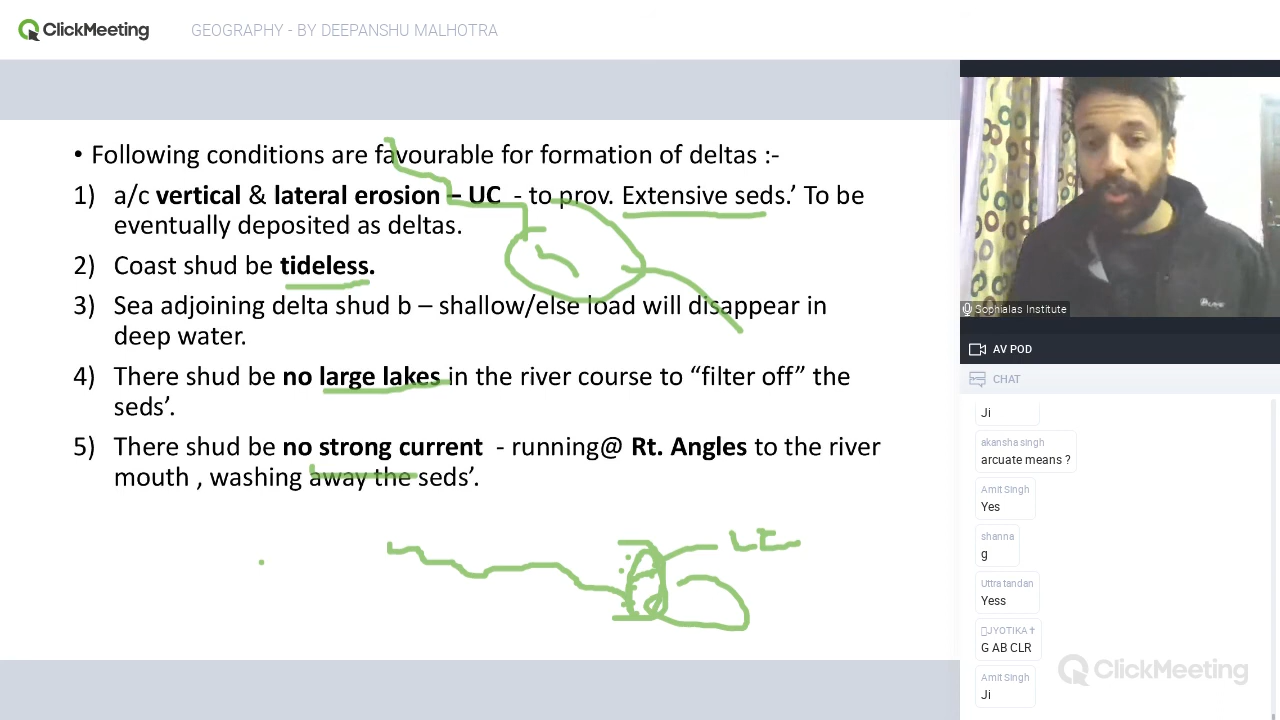 ClickMeeting
GEOGRAPHY - BY DEEPANSHU MALHOTRA
• Following conditions are favourable for formation of deltas :-
1) a/c vertical & lateral erosion – UC - to prov. Extensive seds.’ To be
eventually deposited as deltas.
2) Coast shud be tideless.
3) Sea adjoining delta shud b – shallow/else load will disappear in
deep water.
4) There shud be no large lakes in the river course to “filter off” the
seds’.
5) There shud be no strong current - running@ Rt. Angles to the river
mouth , washing away the seds’.
Sophialas Institute
AV POD
CHAT
Ji
akansha singh
arcuate means ?
Amit Singh
Yes
shanna
g
Uttra tandan
Yess
JYOTIKA✝
G AB CLR
Amit Singh
Ji
ClickMeeting